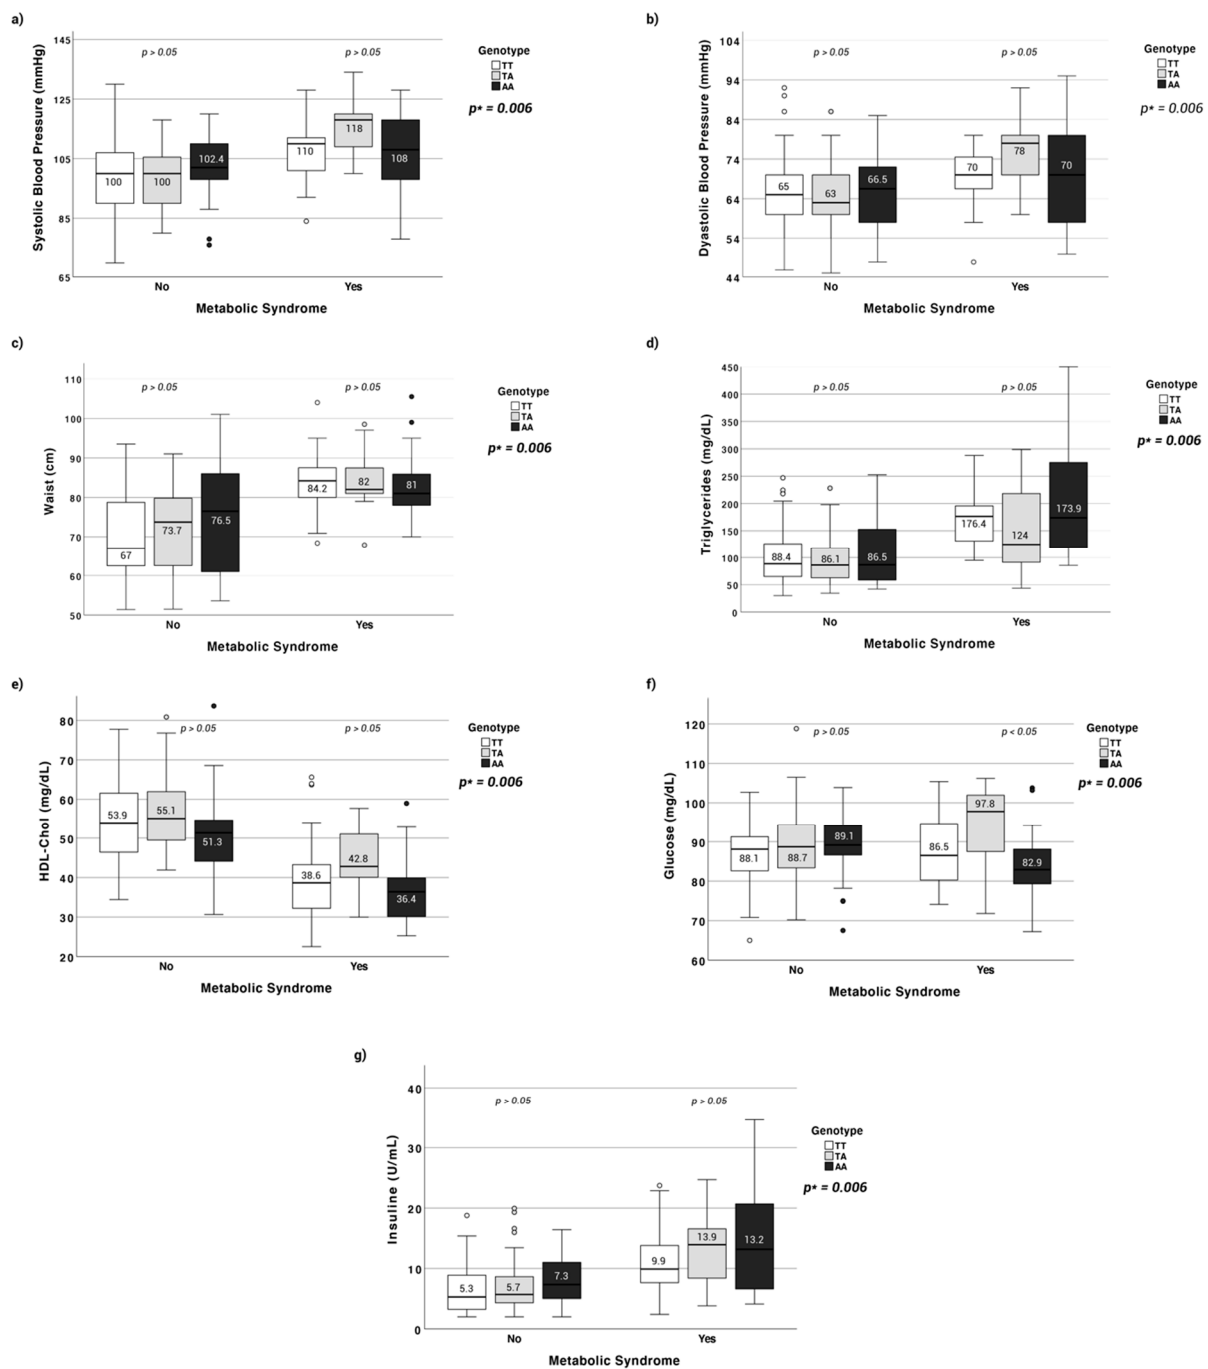 a)
Systolic Blood Pressure (mmHg)
145
125
105
85
65
p > 0.05
p > 0.05
100
100
102.4
110
118
108
No
Yes
Metabolic Syndrome
Genotype
TT
TA
AA
p* = 0.006
b)
Dyastolic Blood Pressure (mmHg)
104
94
84
74
64
54
44
p > 0.05
p > 0.05
65
63
66.5
70
78
70
No
Yes
Metabolic Syndrome
Genotype
TT
TA
AA
p* = 0.006
c)
Waist (cm)
110
100
90
80
70
60
50
p > 0.05
p > 0.05
67
73.7
76.5
84.2
82
81
No
Yes
Metabolic Syndrome
Genotype
TT
TA
AA
p* = 0.006
d)
Triglycerides (mg/dL)
450
400
350
300
250
200
150
100
50
0
p > 0.05
p > 0.05
88.4
86.1
86.5
176.4
124
173.9
No
Yes
Metabolic Syndrome
Genotype
TT
TA
AA
p* = 0.006
e)
HDL-Chol (mg/dL)
80
70
60
50
40
30
20
p > 0.05
p > 0.05
53.9
55.1
51.3
38.6
42.8
36.4
No
Yes
Metabolic Syndrome
Genotype
TT
TA
AA
p* = 0.006
f)
Glucose (mg/dL)
120
110
100
90
80
70
60
p > 0.05
p < 0.05
88.1
88.7
89.1
86.5
97.8
82.9
No
Yes
Metabolic Syndrome
Genotype
TT
TA
AA
p* = 0.006
g)
Insuline (U/mL)
40
30
20
10
0
p > 0.05
p > 0.05
5.3
5.7
7.3
9.9
13.9
13.2
No
Yes
Metabolic Syndrome
Genotype
TT
TA
AA
p* = 0.006